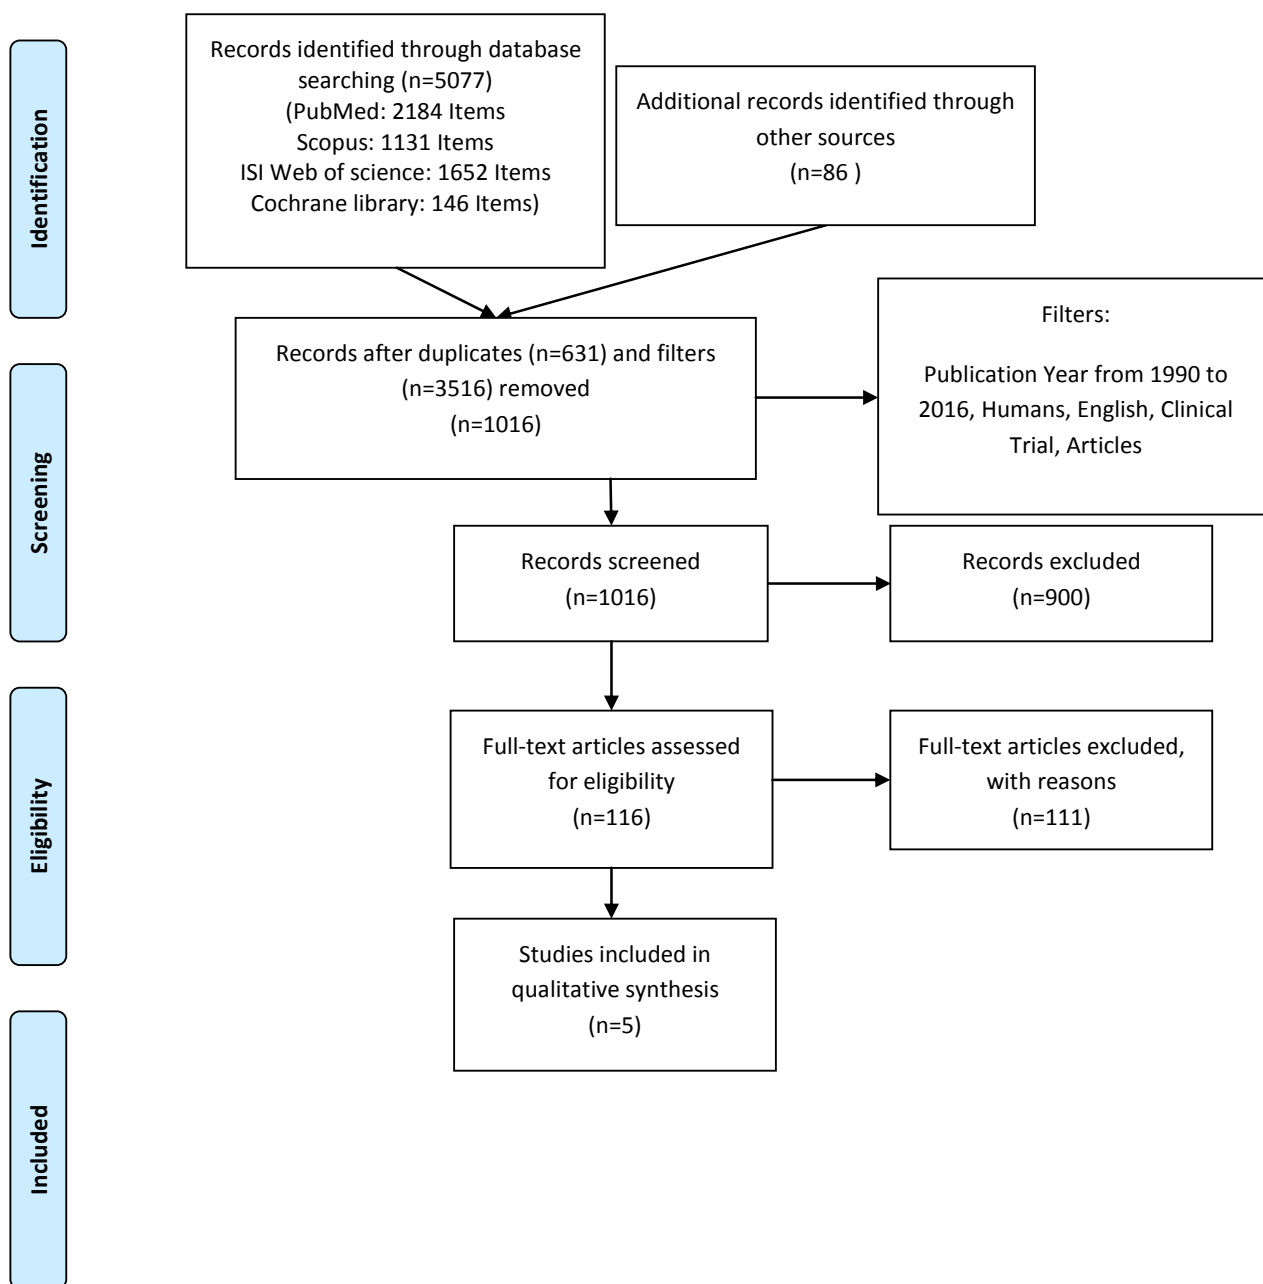 Identification
Records identified through database
searching (n=5077)
(PubMed: 2184 Items
Scopus: 1131 Items
ISI Web of science: 1652 Items
Cochrane library: 146 Items)
Additional records identified through
other sources
(n=86 )
Records after duplicates (n=631) and filters
(n=3516) removed
(n=1016)
Filters:
Publication Year from 1990 to
2016, Humans, English, Clinical
Trial, Articles
Screening
Records screened
(n=1016)
Records excluded
(n=900)
Eligibility
Full-text articles assessed
for eligibility
(n=116)
Full-text articles excluded,
with reasons
(n=111)
Studies included in
qualitative synthesis
(n=5)
Included